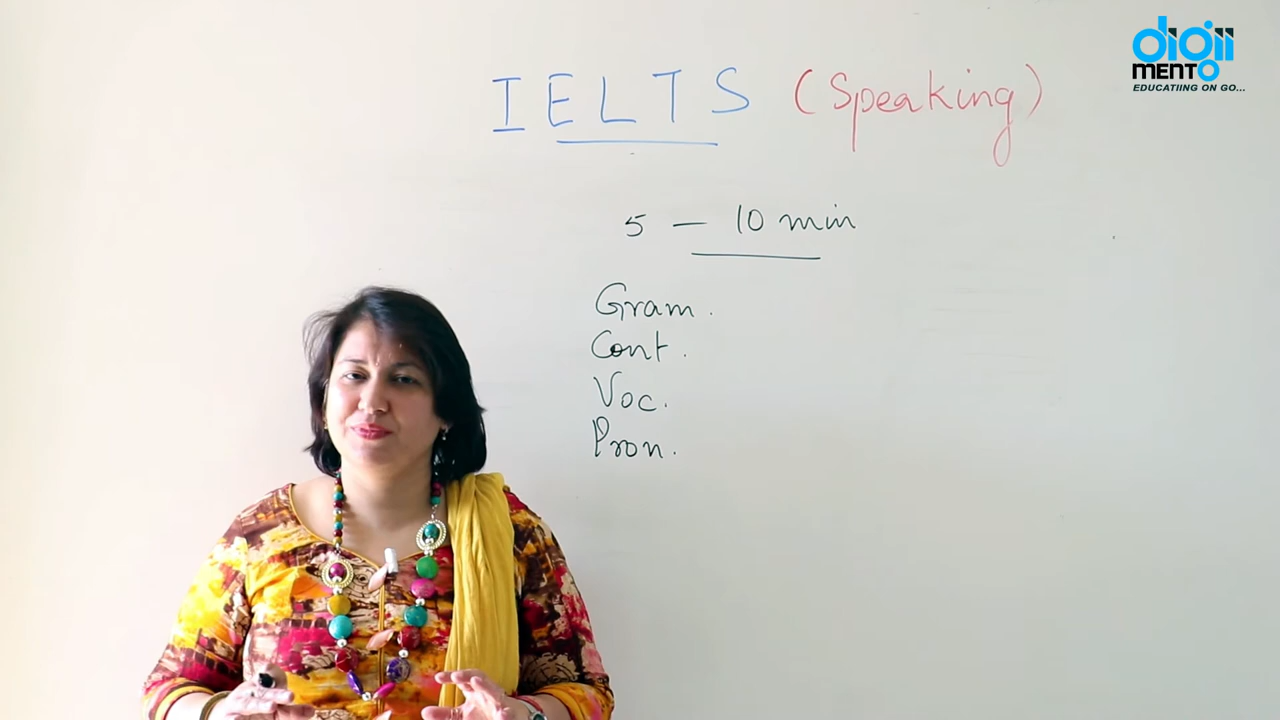 IELTS (Speaking)
5 — 10 min
Gram.
Cont.
Voc.
Pron.
digii
MENTO
EDUCATIING ON GO...